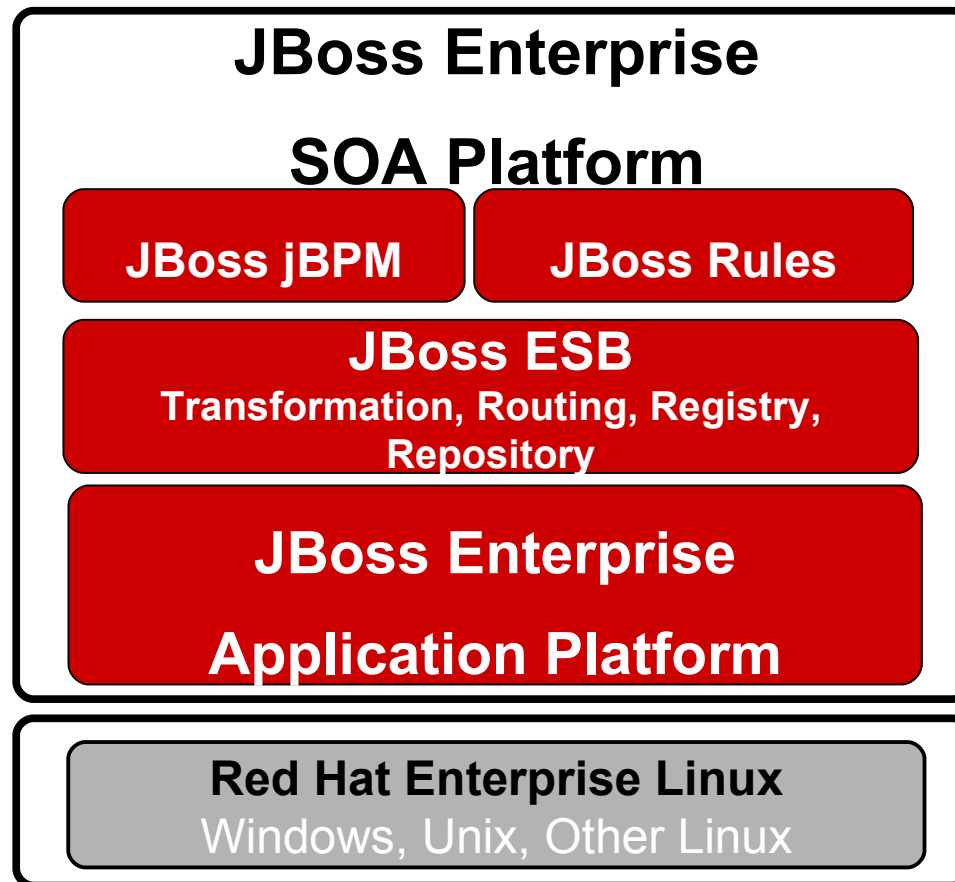 JBoss Enterprise
SOA Platform
JBoss jBPM
JBoss Rules
JBoss ESB
Transformation, Routing, Registry,
Repository
JBoss Enterprise
Application Platform
Red Hat Enterprise Linux
Windows, Unix, Other Linux